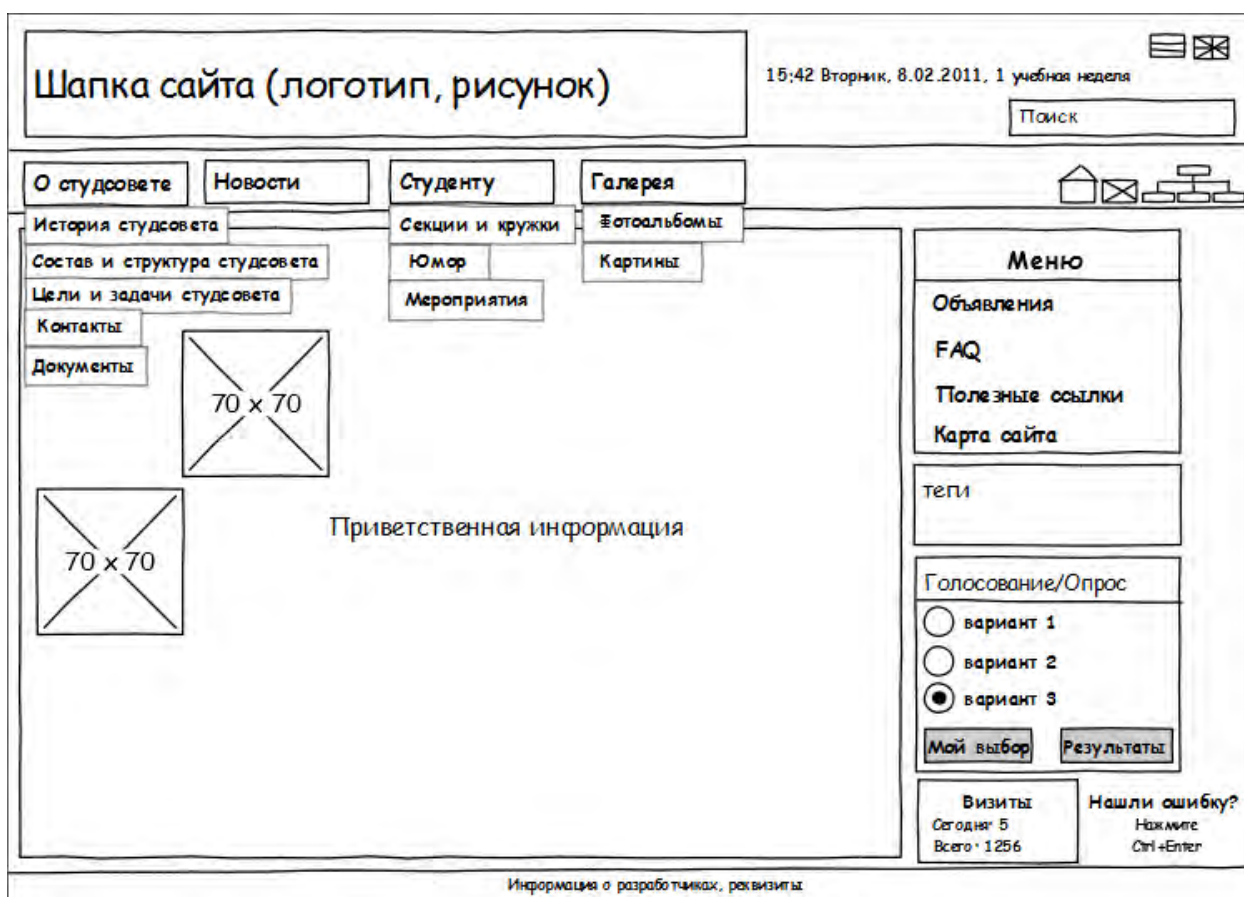 Шапка сайта (логотип, рисунок)
15:42 Вторник, 8.02.2011, 1 учебная неделя
Поиск
О студсовете
Новости
Студенту
Галерея
История студсовета
Состав и структура студсовета
Цели и задачи студсовета
Контакты
Документы
Секции и кружки
Юмор
Мероприятия
Фотоальбомы
Картины
70 x 70
70 x 70
Приветственная информация
Меню
Объявления
FAQ
Полезные ссылки
Карта сайта
теги
Голосование/Опрос
вариант 1
вариант 2
вариант 3
Мой выбор
Результаты
Визиты
Сегодня: 5
Всего: 1256
Нашли ошибку?
Нажмите
Ctrl+Enter
Информация о разработчиках, реквизиты